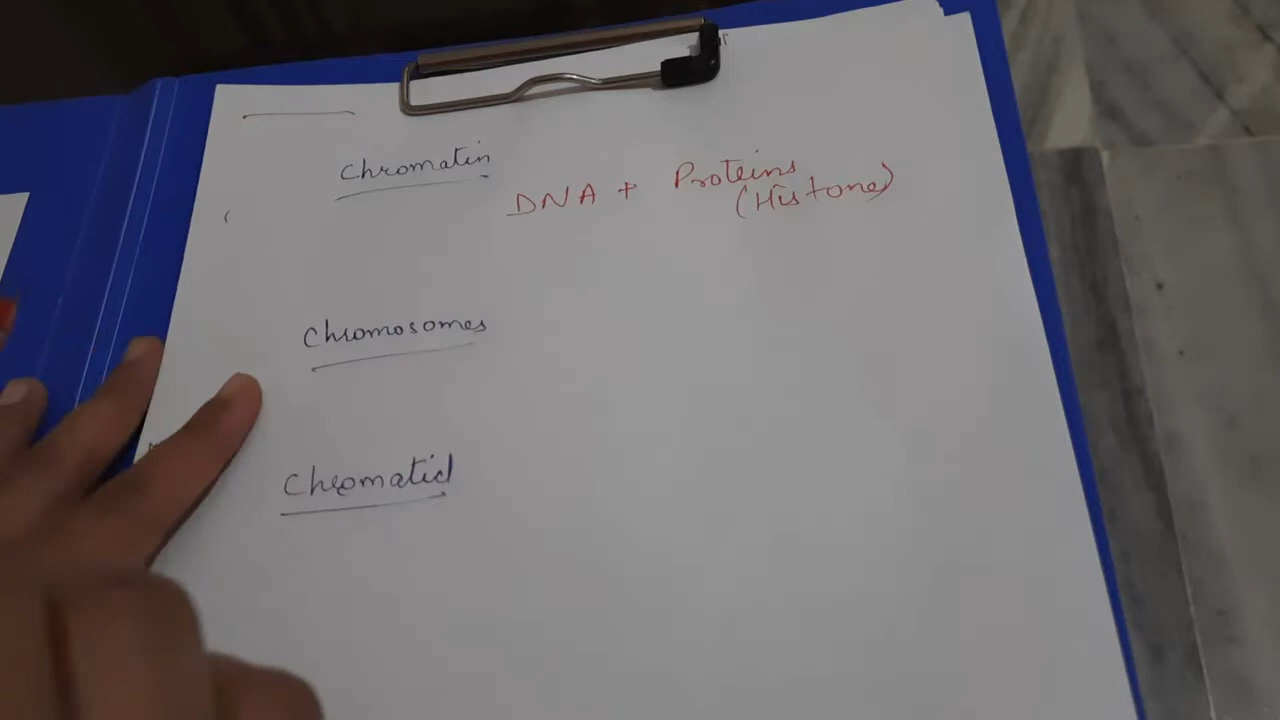 Chromatin
DNA + Proteins
(Histone)
Chromosomes
Chromatid